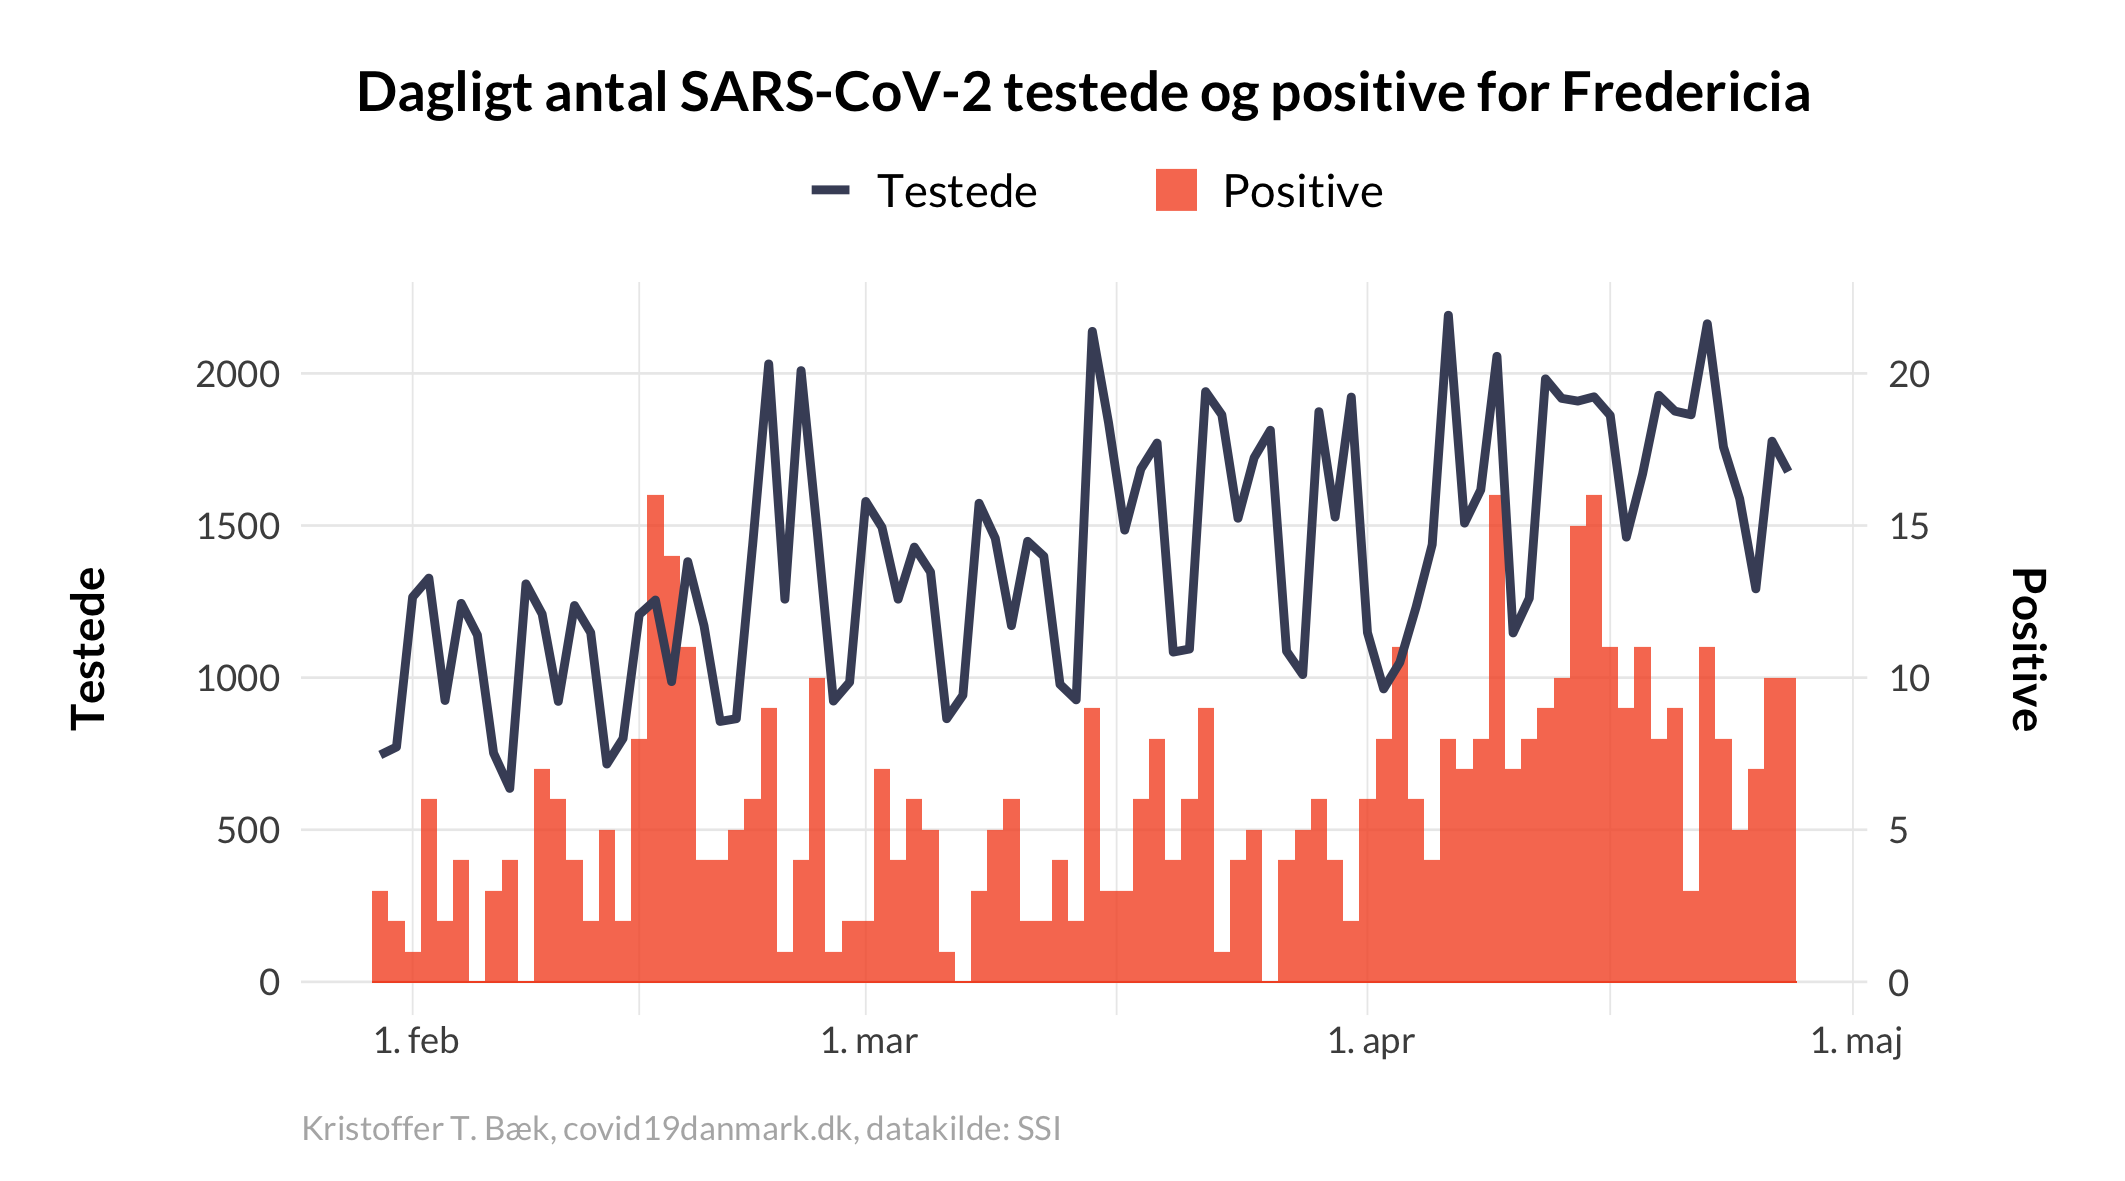 Dagligt antal SARS-CoV-2 testede og positive for Fredericia
Testede Positive
2000 20
1500 15
1000 10
500 5
0 0
Testede
Positive
1. feb 1. mar 1. apr 1. maj
Kristoffer T. Bæk, covid19danmark.dk, datakilde: SSI